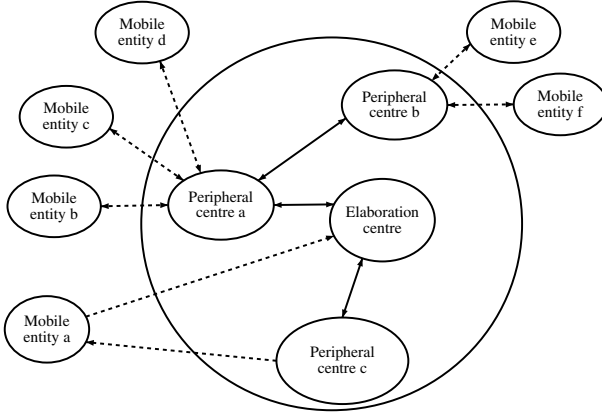 Mobile
entity d
Mobile
entity e
Mobile
entity c
Peripheral
centre b
Mobile
entity f
Mobile
entity b
Peripheral
centre a
Elaboration
centre
Mobile
entity a
Peripheral
centre c